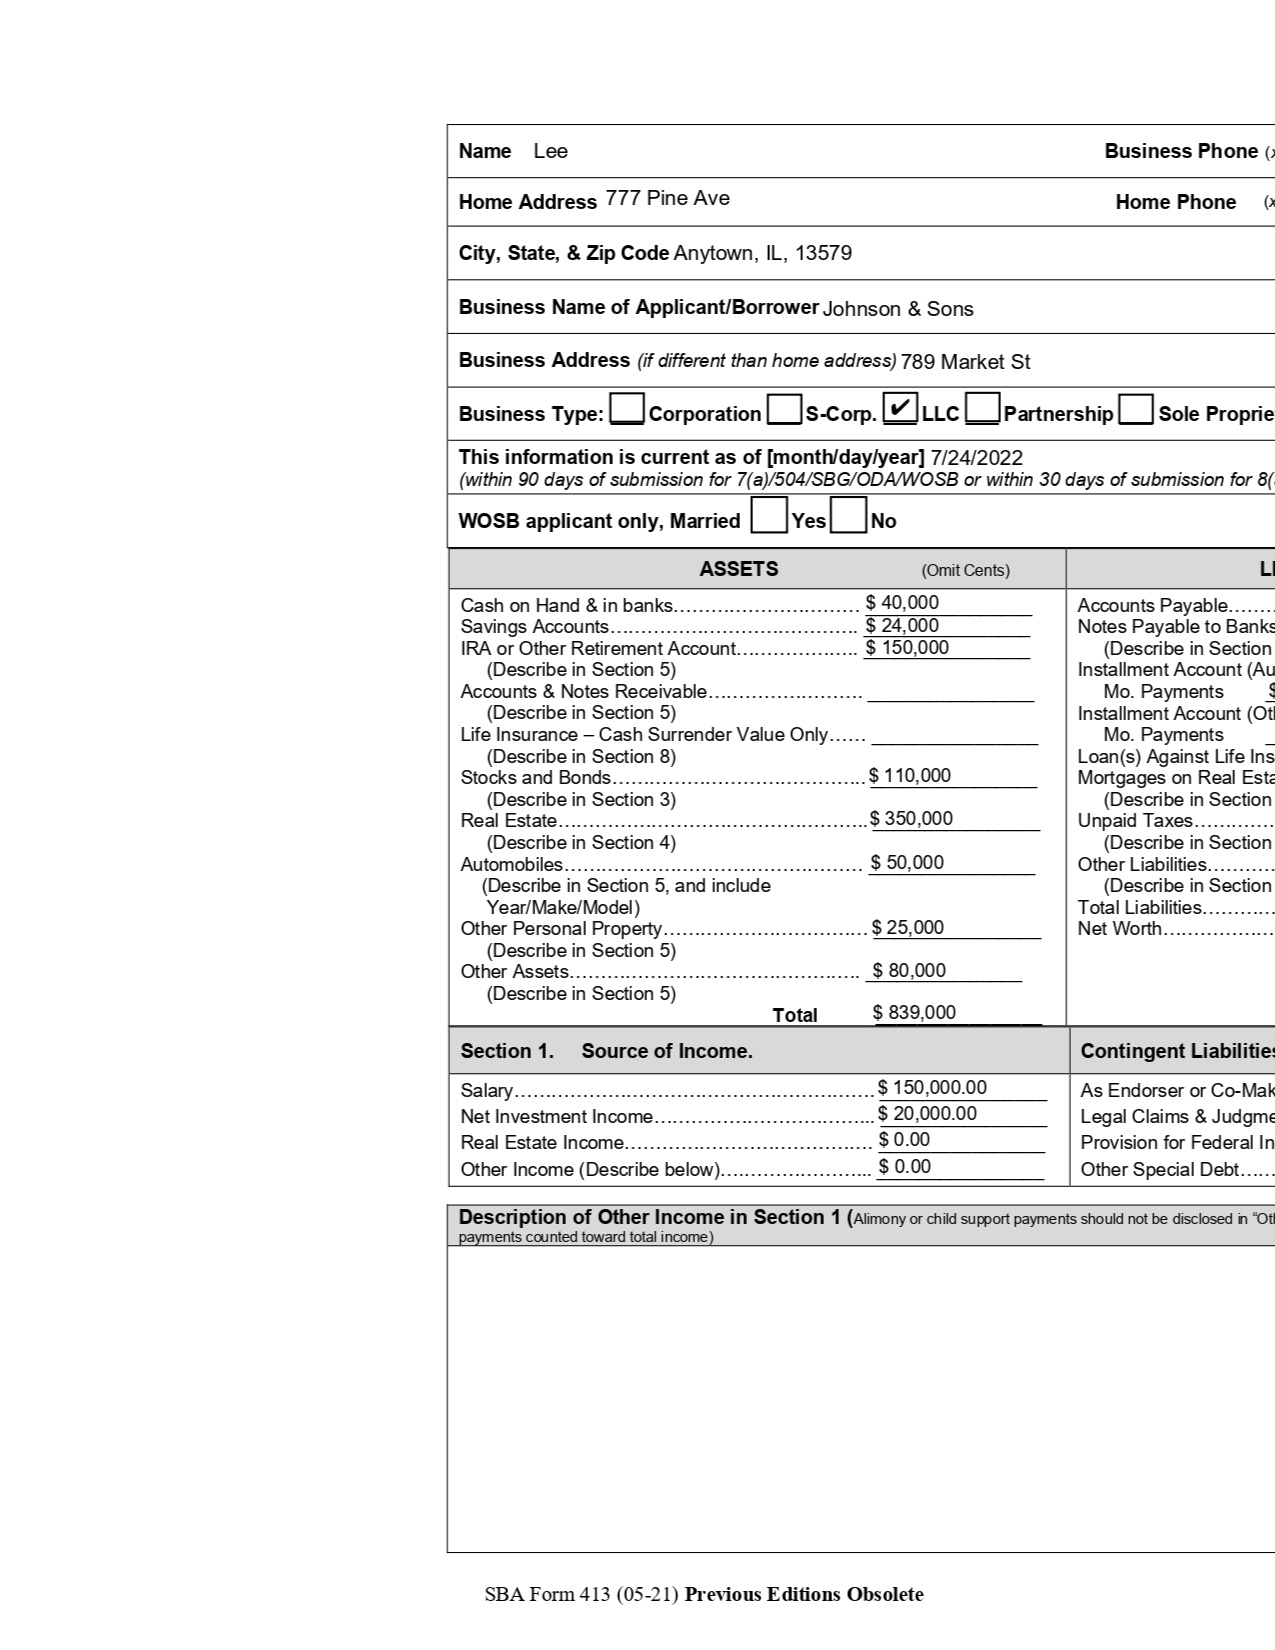 Name Lee Business Phone (x
Home Address 777 Pine Ave Home Phone (x
City, State, & Zip Code Anytown, IL, 13579
Business Name of Applicant/Borrower Johnson & Sons
Business Address (if different than home address) 789 Market St
Business Type: Corporation S-Corp. ✔ LLC Partnership Sole Proprie
This information is current as of [month/day/year] 7/24/2022
(within 90 days of submission for 7(a)/504/SBG/ODA/WOSB or within 30 days of submission for 8(
WOSB applicant only, Married Yes No
ASSETS (Omit Cents) LI
Cash on Hand & in banks………………………… $ 40,000 Accounts Payable……
Savings Accounts…………………………………. $ 24,000 Notes Payable to Banks
IRA or Other Retirement Account………………. $ 150,000 (Describe in Section
(Describe in Section 5) Installment Account (Au
Accounts & Notes Receivable……………………. Mo. Payments $
(Describe in Section 5) Installment Account (Oth
Life Insurance – Cash Surrender Value Only…… Mo. Payments
(Describe in Section 8) Loan(s) Against Life Ins
Stocks and Bonds………………………………….. $ 110,000 Mortgages on Real Esta
(Describe in Section 3) (Describe in Section
Real Estate………………………………………….. $ 350,000 Unpaid Taxes…………
(Describe in Section 4) (Describe in Section
Automobiles………………………………………… $ 50,000 Other Liabilities………
(Describe in Section 5, and include (Describe in Section
Year/Make/Model) Total Liabilities………
Other Personal Property…………………………… $ 25,000 Net Worth………………
(Describe in Section 5)
Other Assets………………………………………. $ 80,000
(Describe in Section 5)
Total $ 839,000
Section 1. Source of Income. Contingent Liabilities
Salary……………………………………………… $ 150,000.00 As Endorser or Co-Mak
Net Investment Income………………………….. $ 20,000.00 Legal Claims & Judgme
Real Estate Income………………………………. $ 0.00 Provision for Federal In
Other Income (Describe below)………………….. $ 0.00 Other Special Debt……
Description of Other Income in Section 1 (Alimony or child support payments should not be disclosed in “Oth
payments counted toward total income)
SBA Form 413 (05-21) Previous Editions Obsolete